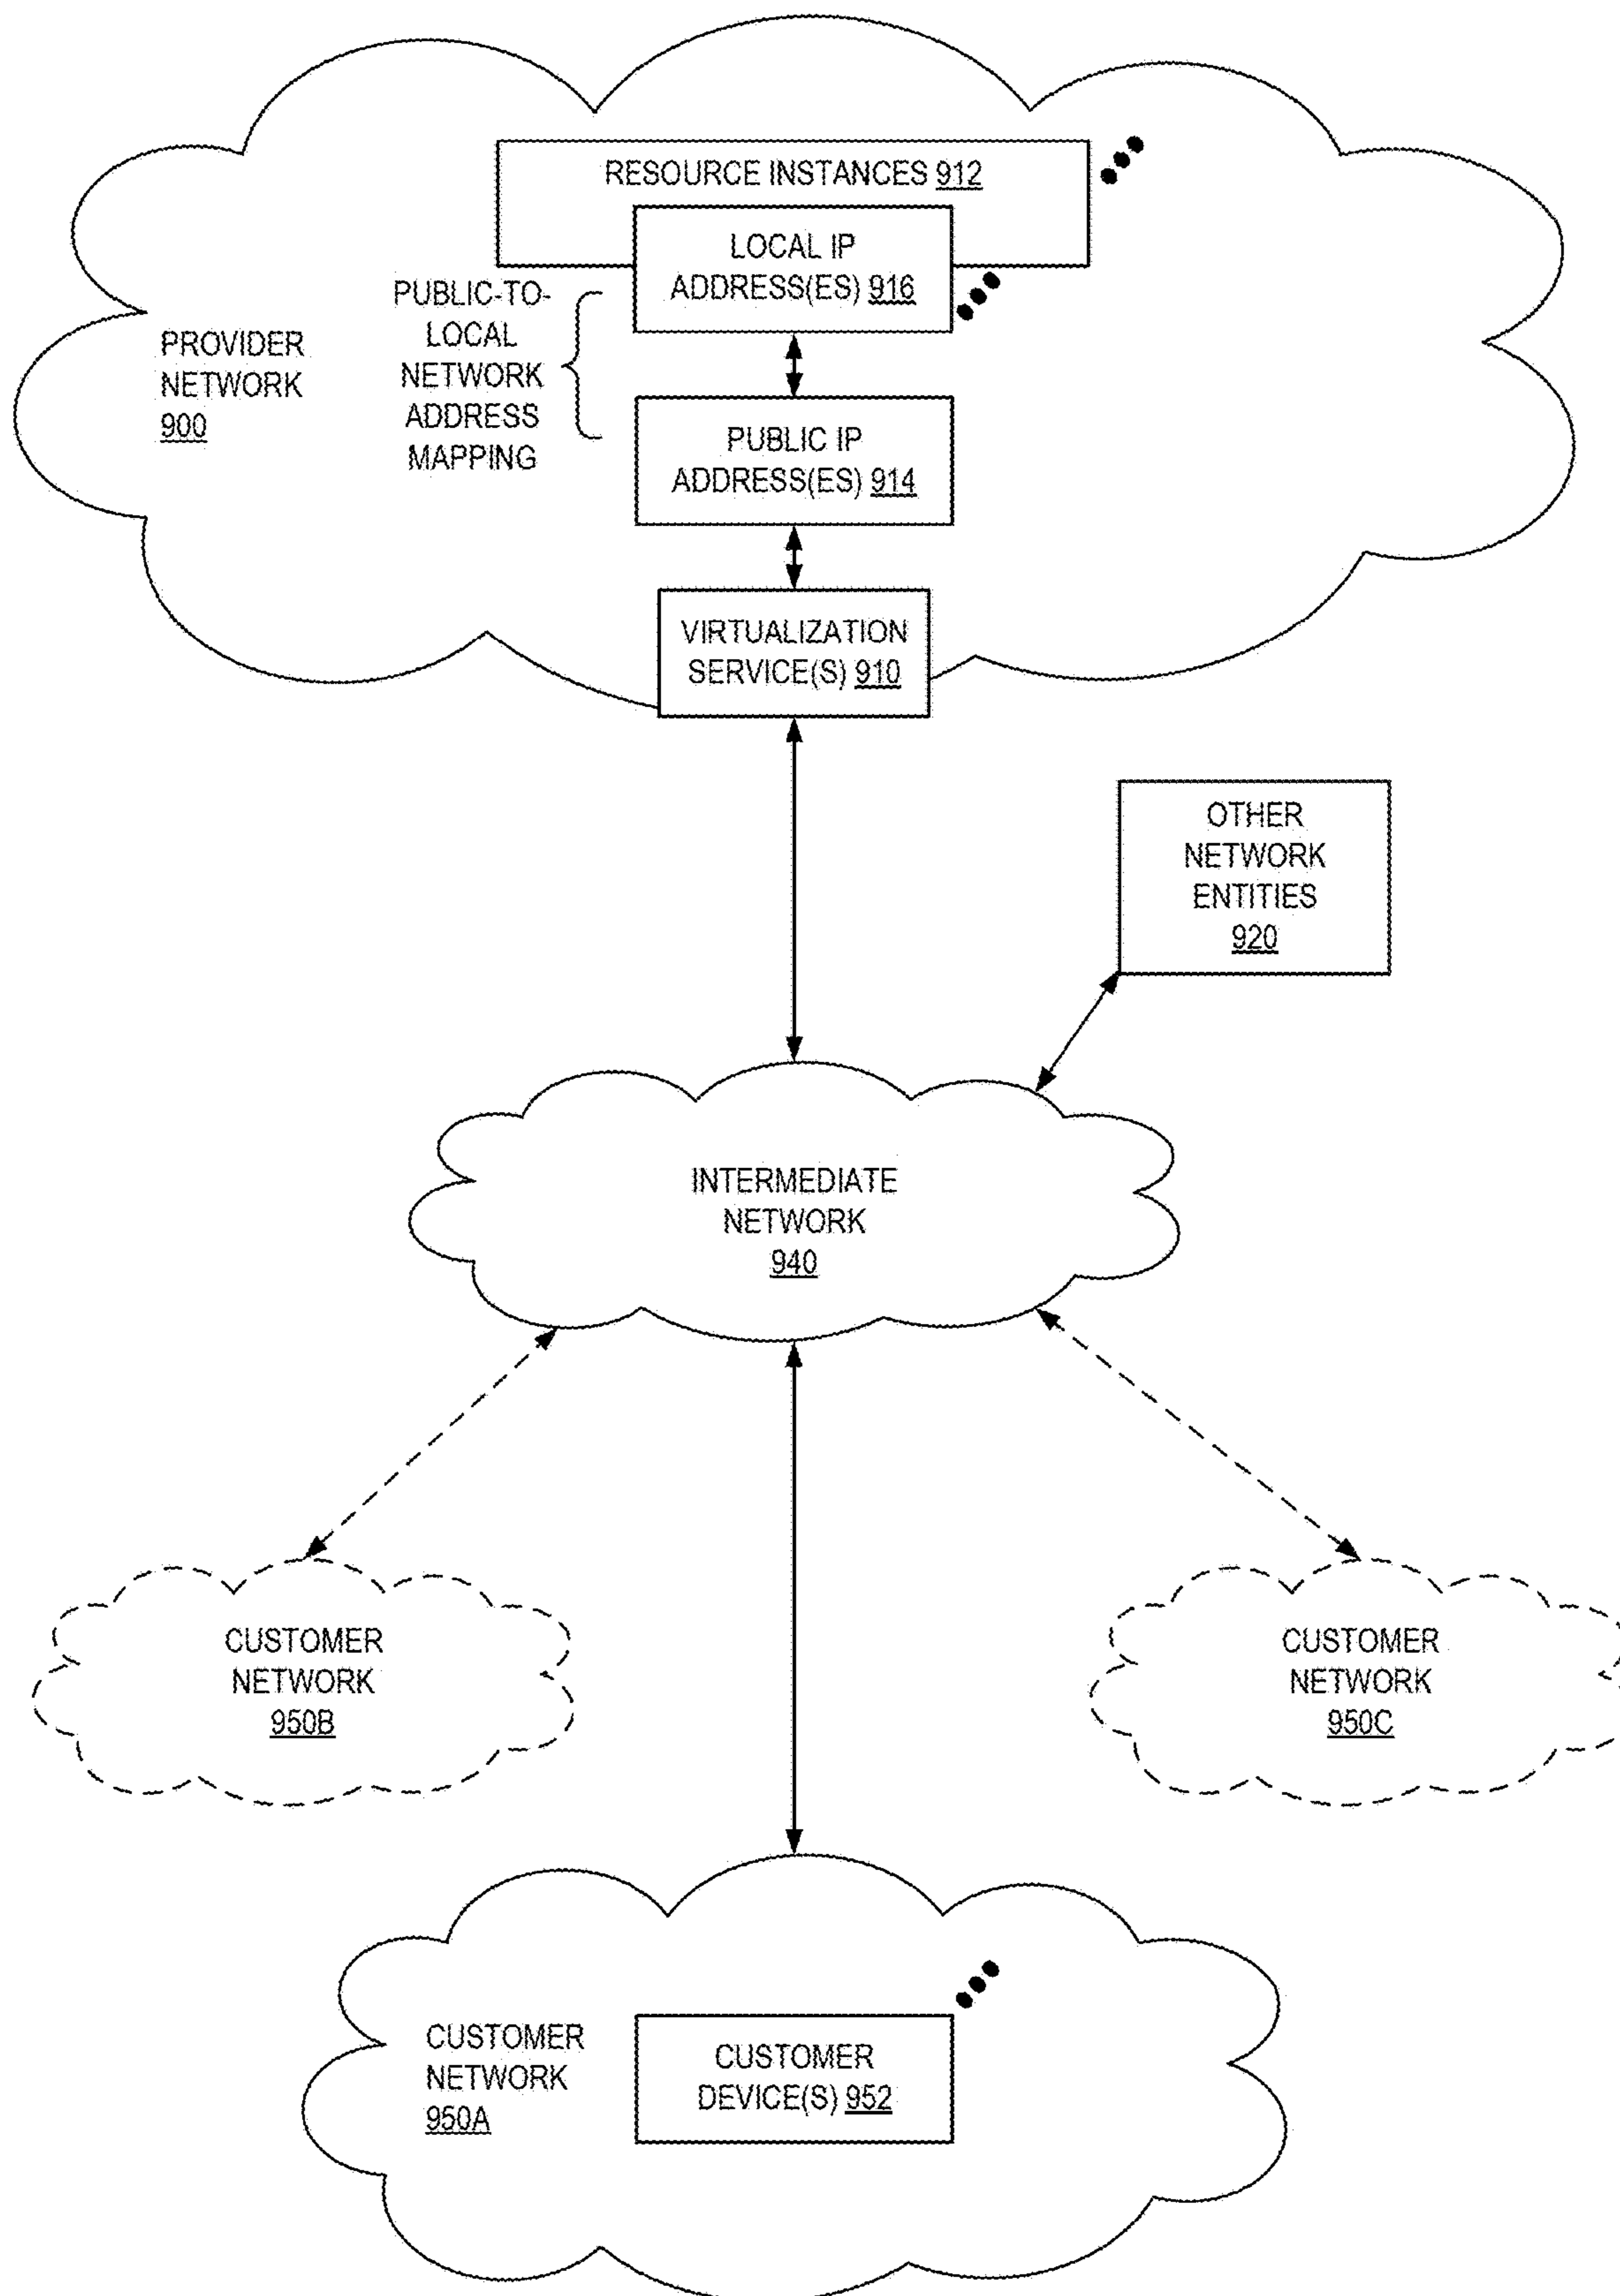 RESOURCE INSTANCES 912
LOCAL IP
ADDRESS(ES) 916
PUBLIC-TO-
LOCAL
NETWORK
ADDRESS
MAPPING
PROVIDER
NETWORK
900
PUBLIC IP
ADDRESS(ES) 914
VIRTUALIZATION
SERVICE(S) 910
OTHER
NETWORK
ENTITIES
920
INTERMEDIATE
NETWORK
940
CUSTOMER
NETWORK
950B
CUSTOMER
NETWORK
950C
CUSTOMER
NETWORK
950A
CUSTOMER
DEVICE(S) 952